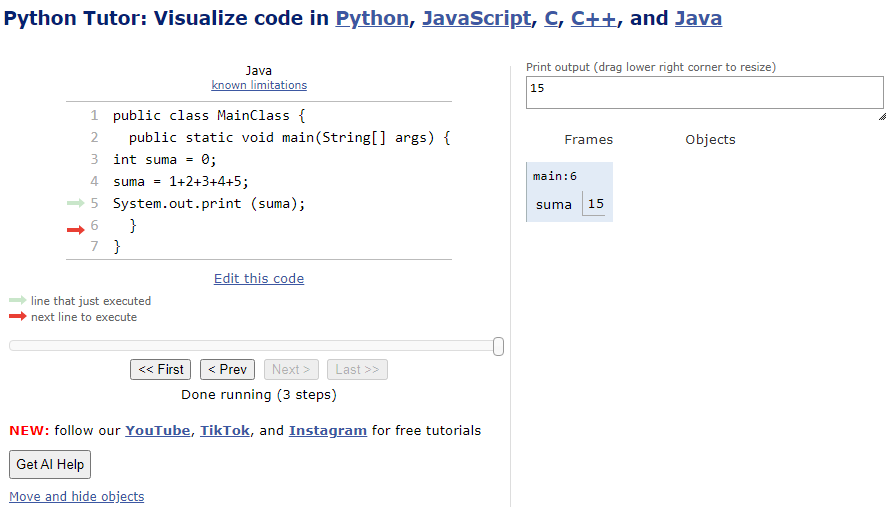 Python Tutor: Visualize code in Python, JavaScript, C, C++, and Java
Java
known limitations
1 public class MainClass {
2 public static void main(String[] args) {
3 int suma = 0;
4 suma = 1+2+3+4+5;
5 System.out.print (suma);
6 }
7 }
Edit this code
line that just executed
next line to execute
<< First < Prev Next > Last >>
Done running (3 steps)
NEW: follow our YouTube, TikTok, and Instagram for free tutorials
Get AI Help
Move and hide objects
Print output (drag lower right corner to resize)
15
Frames Objects
main:6
suma 15